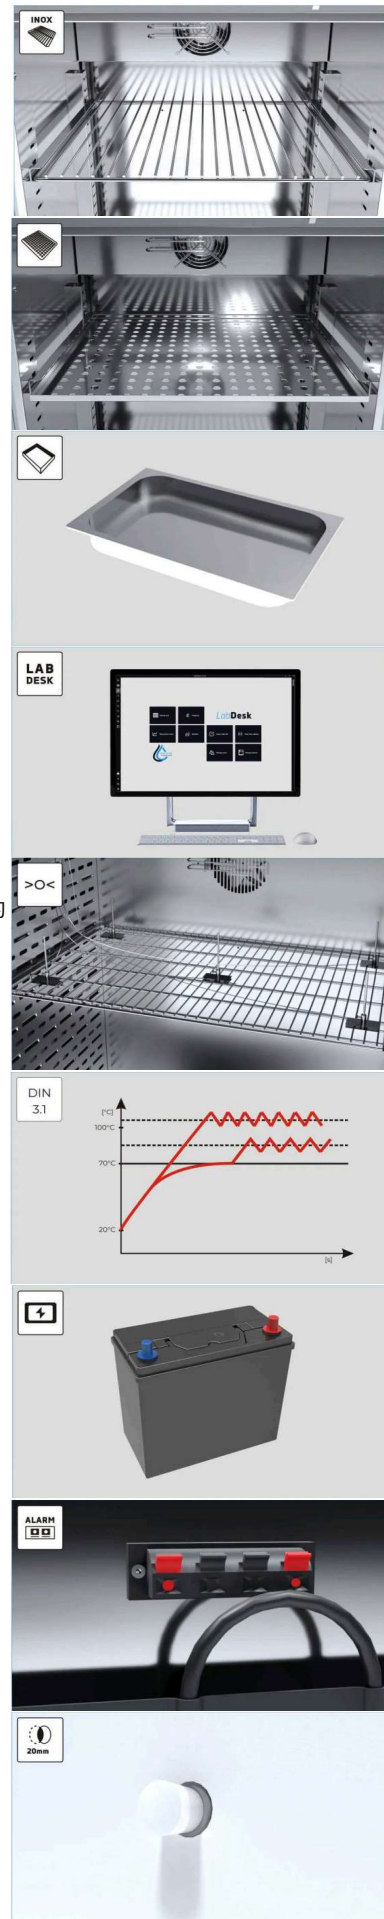 INOX
LAB
DESK
LabDesk
>O<
DIN
3.1
[°C]
100°C
70°C
20°C
[s]
ALARM
20mm